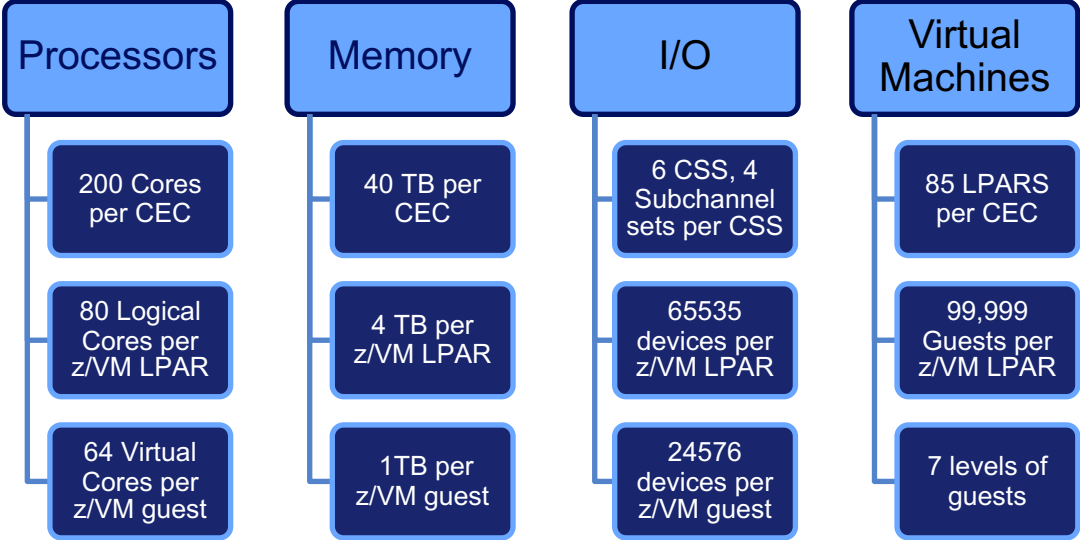 Processors
200 Cores
per CEC
80 Logical
Cores per
z/VM LPAR
64 Virtual
Cores per
z/VM guest
Memory
40 TB per
CEC
4 TB per
z/VM LPAR
1TB per
z/VM guest
I/O
6 CSS, 4
Subchannel
sets per CSS
65535
devices per
z/VM LPAR
24576
devices per
z/VM guest
Virtual
Machines
85 LPARS
per CEC
99,999
Guests per
z/VM LPAR
7 levels of
guests